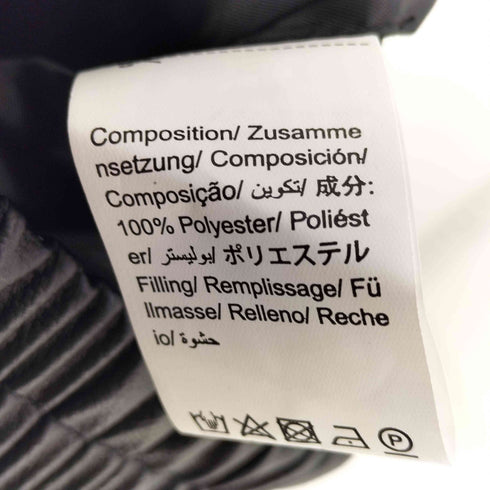 Composition/ Zusamme
nsetzung/ Composición/
Composição/ تكوين/ 成分:
100% Polyester/ Poliést
er/ بوليستر/ ポリエステル
Filling/ Remplissage/ Fü
llmasse/ Relleno/ Reche
io/ حشوة
P